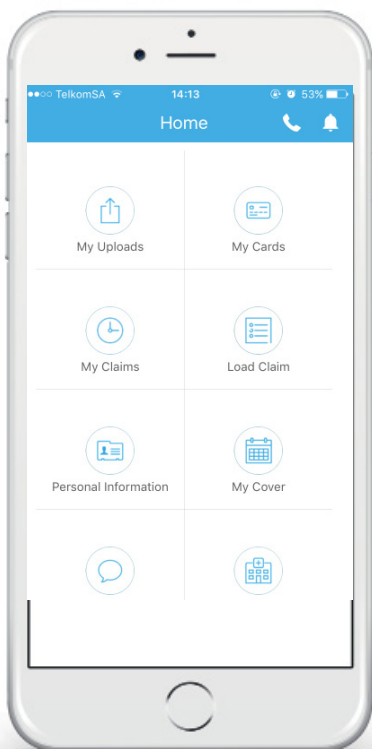 TelkomSA 14:13 53%
Home
My Uploads My Cards
My Claims Load Claim
Personal Information My Cover